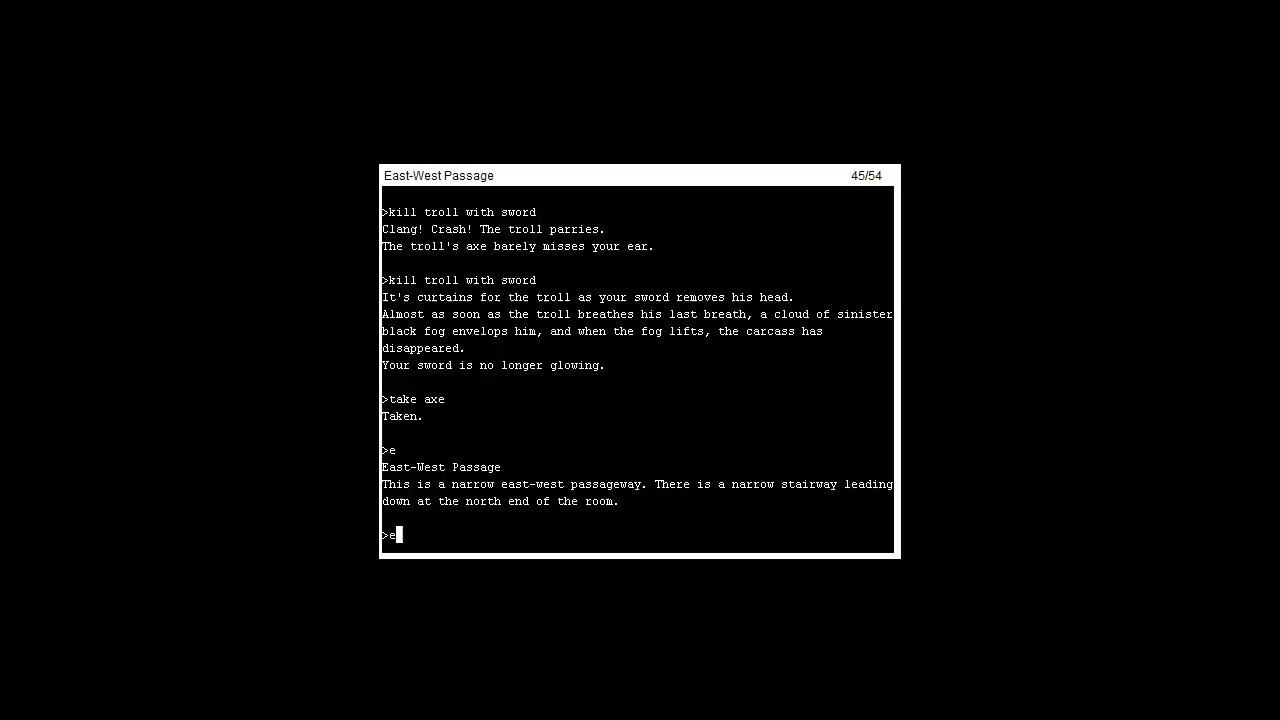 East-West Passage 45/54
>kill troll with sword
Clang! Crash! The troll parries.
The troll's axe barely misses your ear.
>kill troll with sword
It's curtains for the troll as your sword removes his head.
Almost as soon as the troll breathes his last breath, a cloud of sinister
black fog envelops him, and when the fog lifts, the carcass has
disappeared.
Your sword is no longer glowing.
>take axe
Taken.
>e
East-West Passage
This is a narrow east-west passageway. There is a narrow stairway leading
down at the north end of the room.
>e